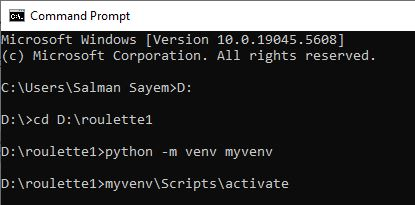 Command Prompt
Microsoft Windows [Version 10.0.19045.5608]
(c) Microsoft Corporation. All rights reserved.
C:\Users\Salman Sayem>D:
D:\>cd D:\roulette1
D:\roulette1>python -m venv myvenv
D:\roulette1>myvenv\Scripts\activate